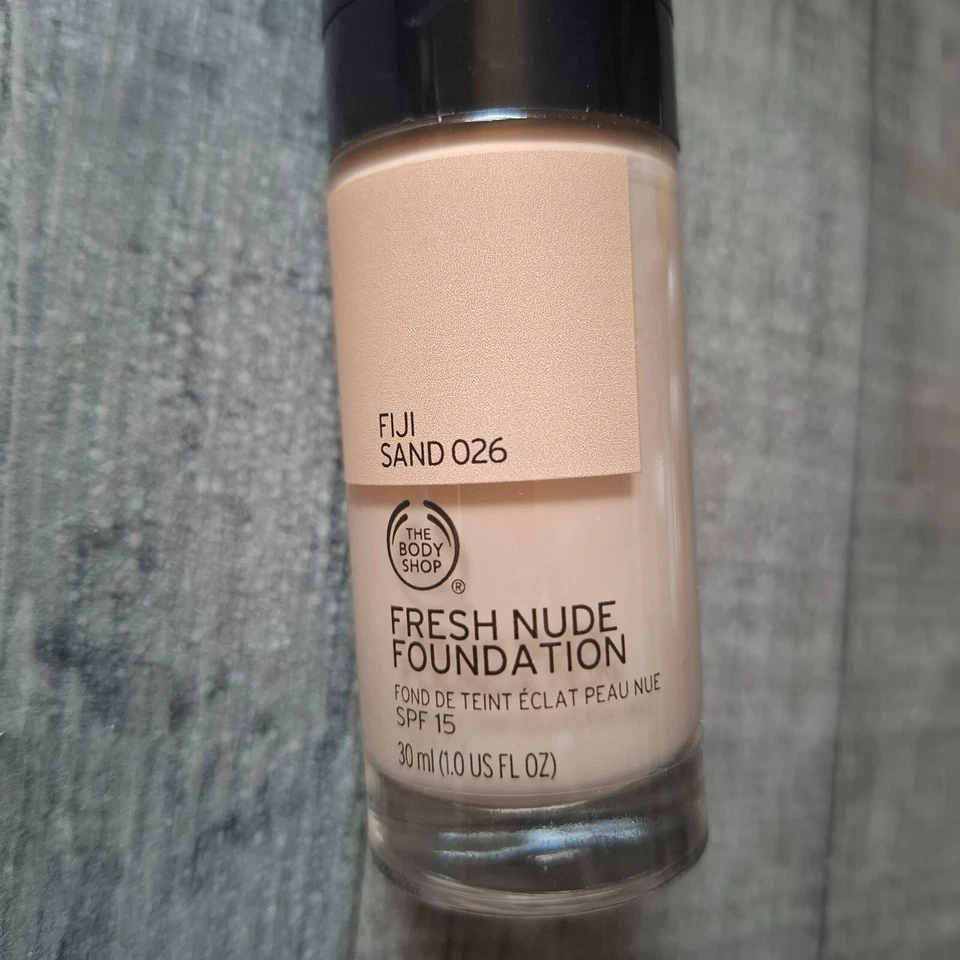 FIJI
SAND 026
THE
BODY
SHOP
®
FRESH NUDE
FOUNDATION
FOND DE TEINT ÉCLAT PEAU NUE
SPF 15
30 ml (1.0 US FL OZ)